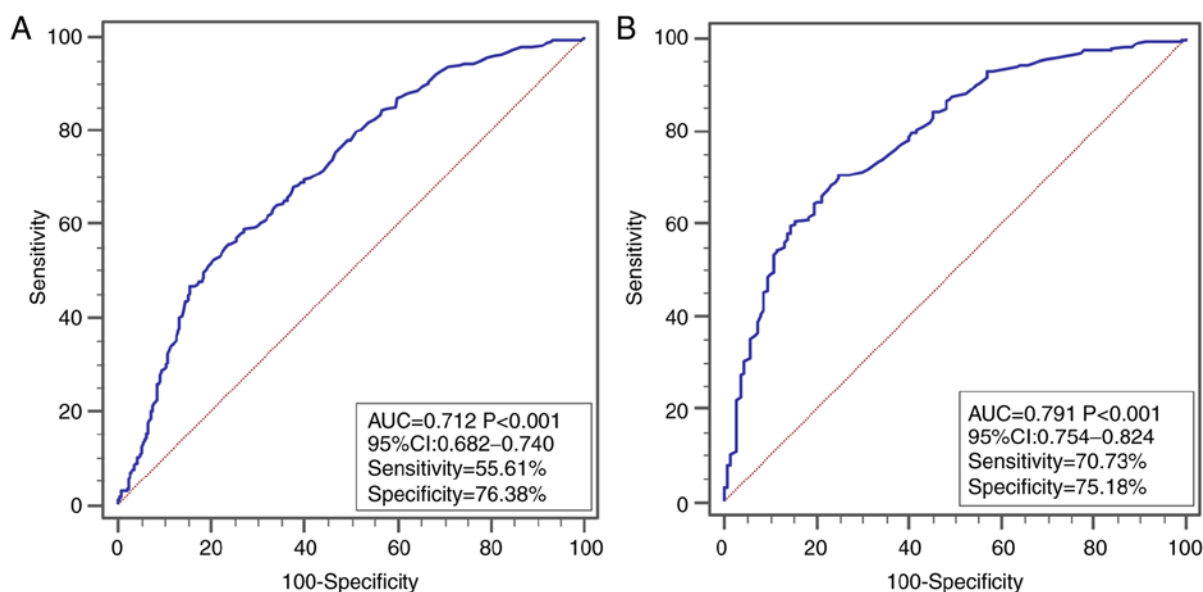 A
100
80
60
40
20
0
Sensitivity
0 20 40 60 80 100
100-Specificity
AUC=0.712 P<0.001
95%CI:0.682–0.740
Sensitivity=55.61%
Specificity=76.38%
B
100
80
60
40
20
0
Sensitivity
0 20 40 60 80 100
100-Specificity
AUC=0.791 P<0.001
95%CI:0.754–0.824
Sensitivity=70.73%
Specificity=75.18%